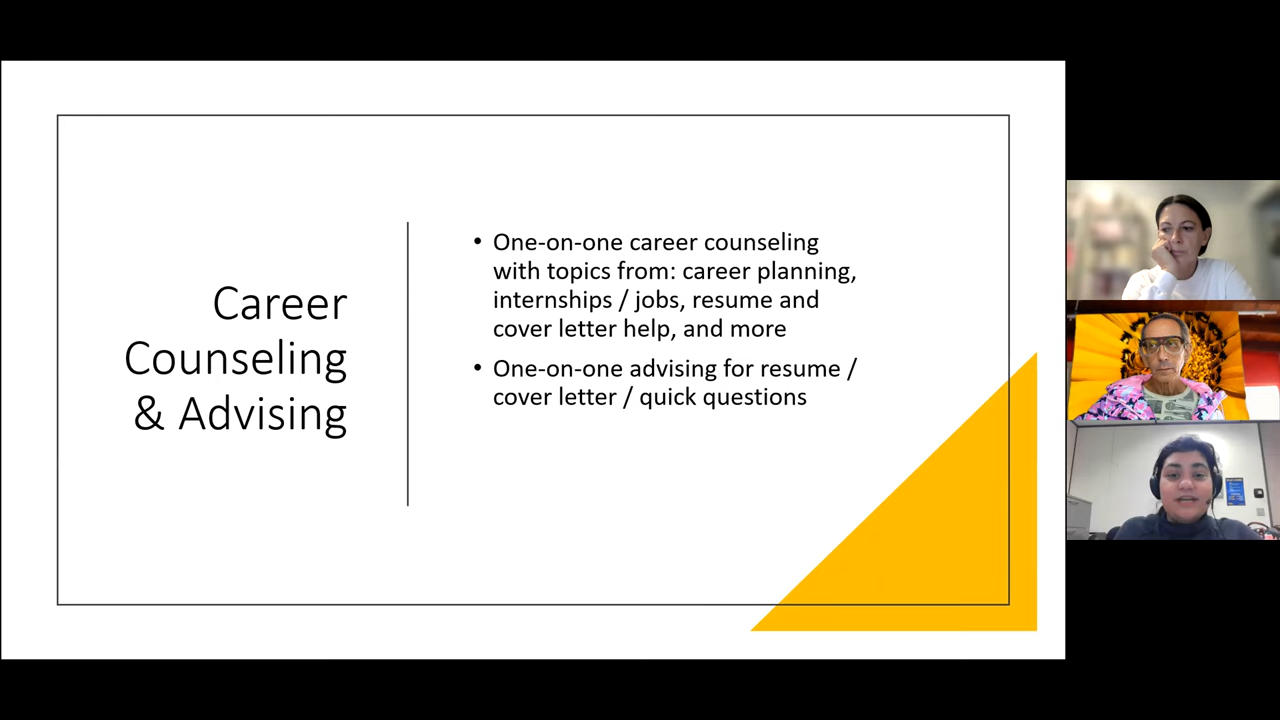 Career
Counseling
& Advising
• One-on-one career counseling
with topics from: career planning,
internships / jobs, resume and
cover letter help, and more
• One-on-one advising for resume /
cover letter / quick questions